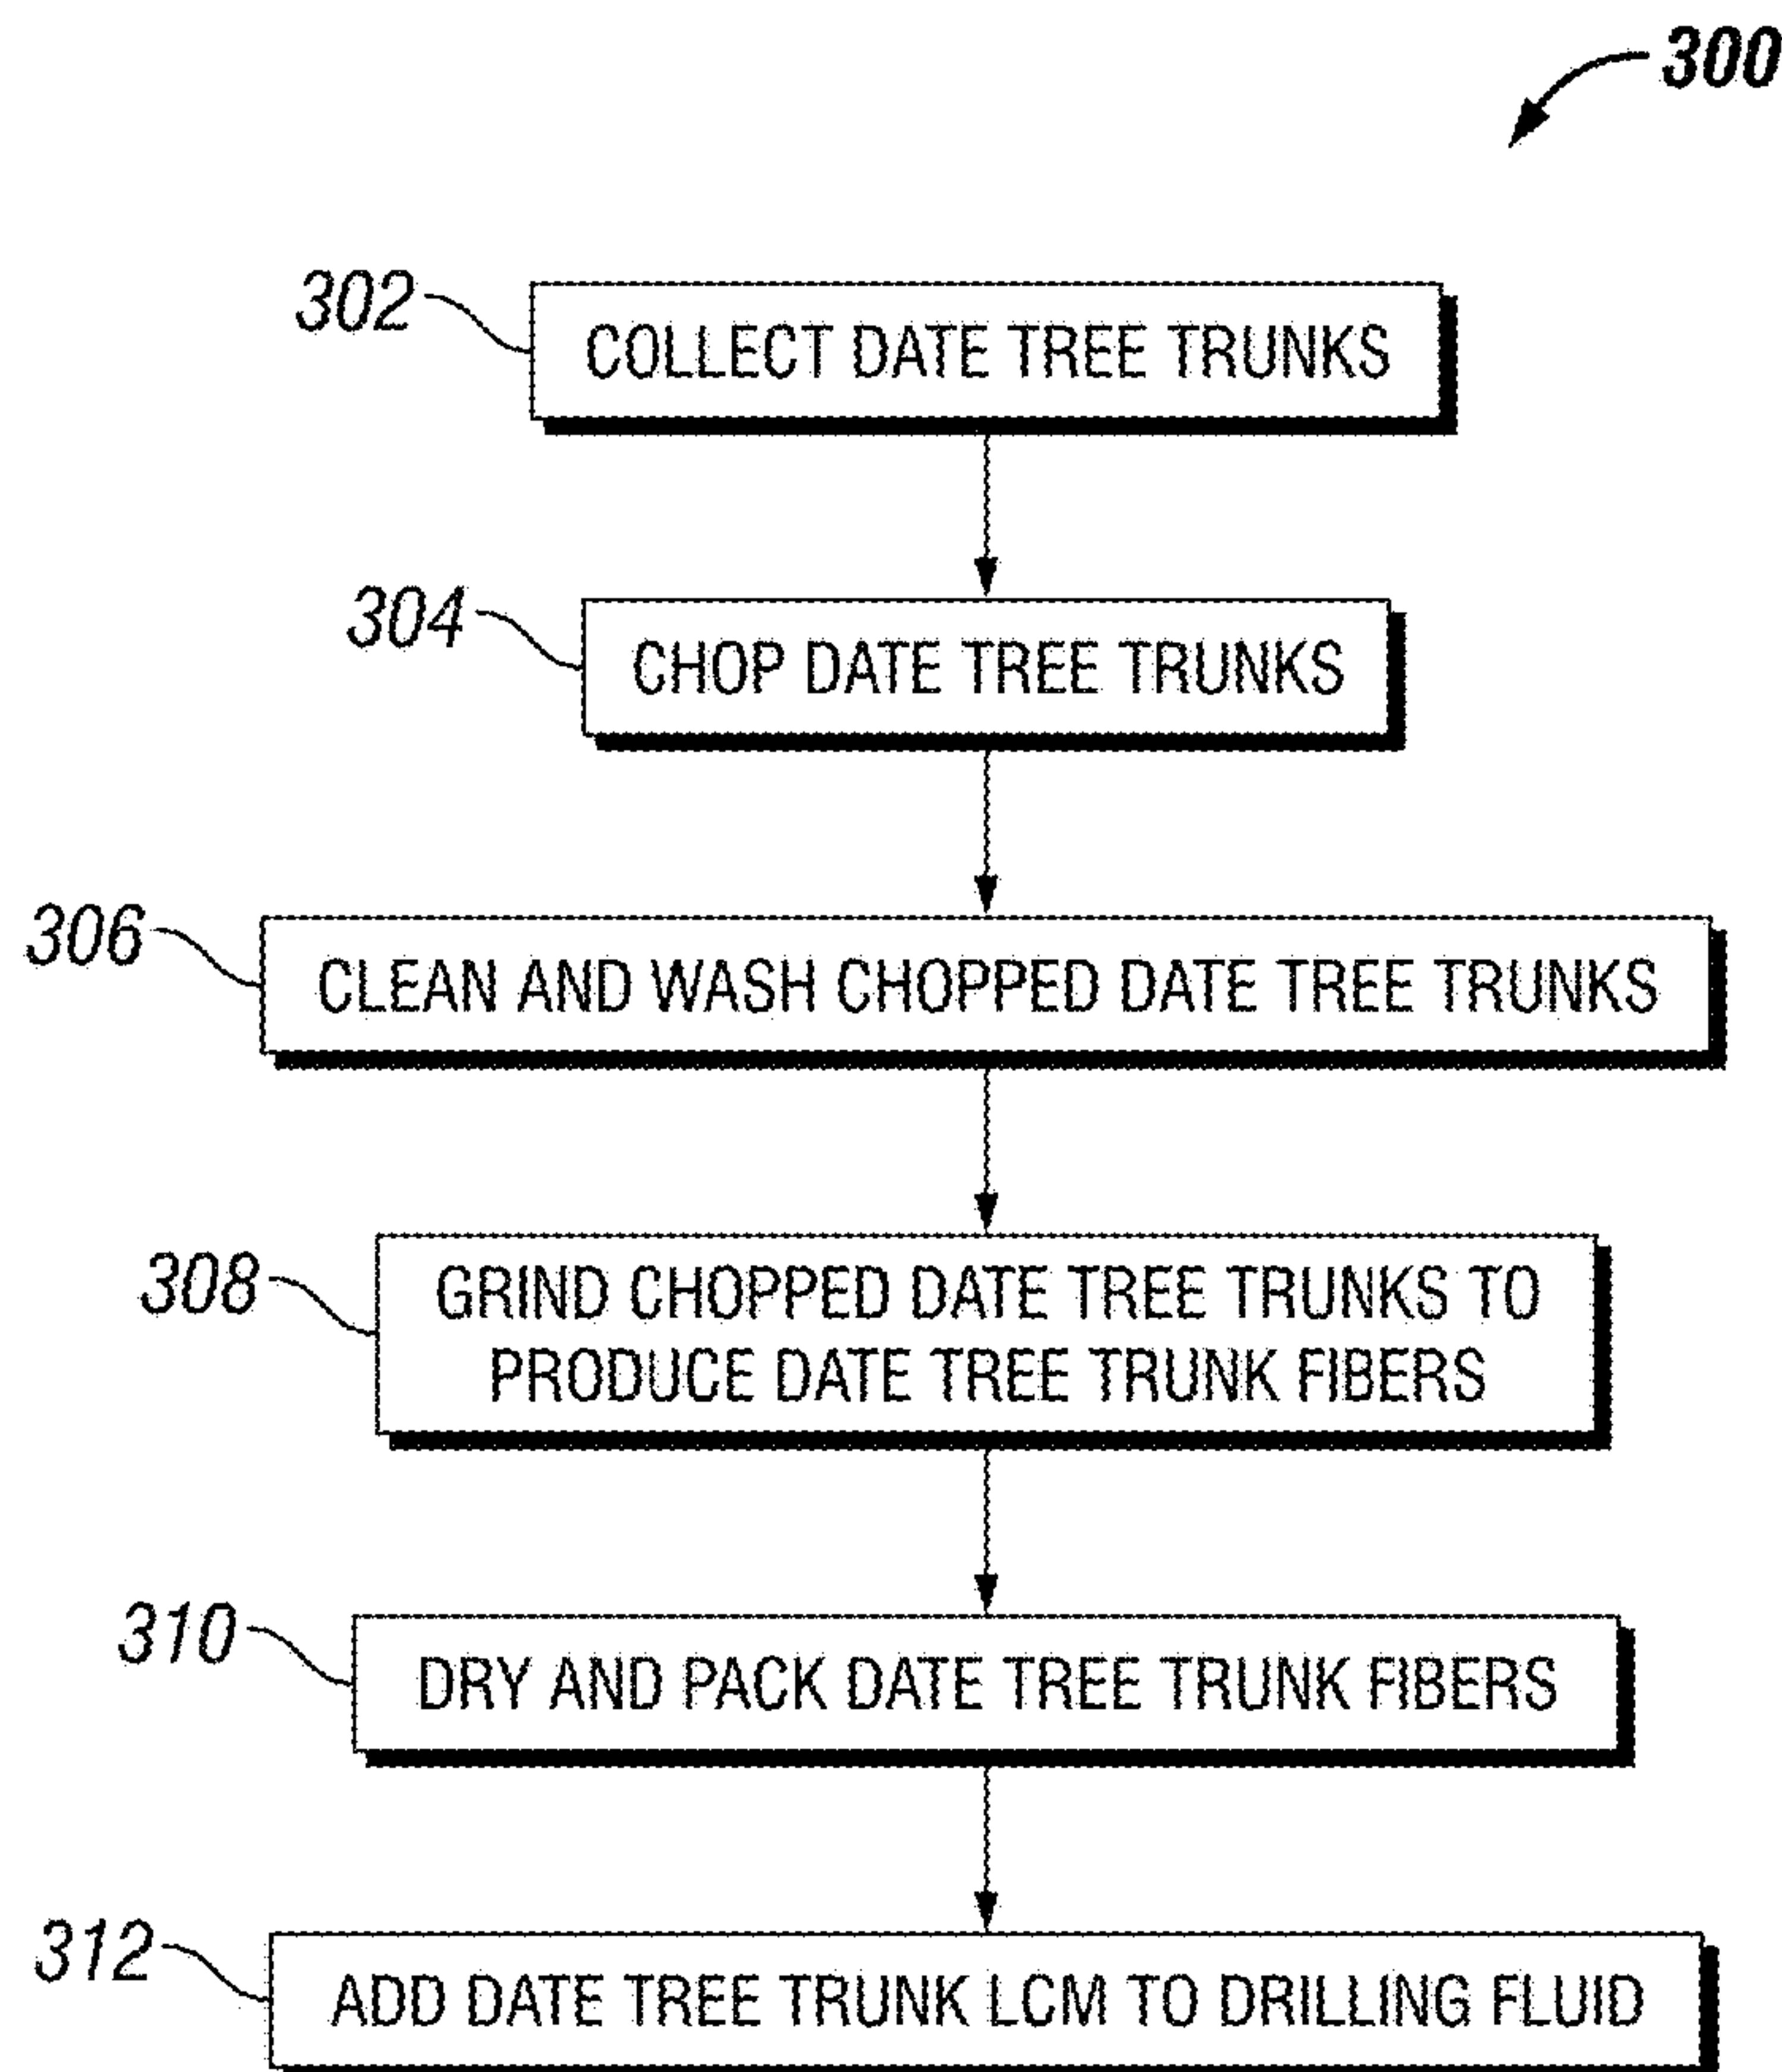 300
302
COLLECT DATE TREE TRUNKS
304
CHOP DATE TREE TRUNKS
306
CLEAN AND WASH CHOPPED DATE TREE TRUNKS
308
GRIND CHOPPED DATE TREE TRUNKS TO
PRODUCE DATE TREE TRUNK FIBERS
310
DRY AND PACK DATE TREE TRUNK FIBERS
312
ADD DATE TREE TRUNK LCM TO DRILLING FLUID